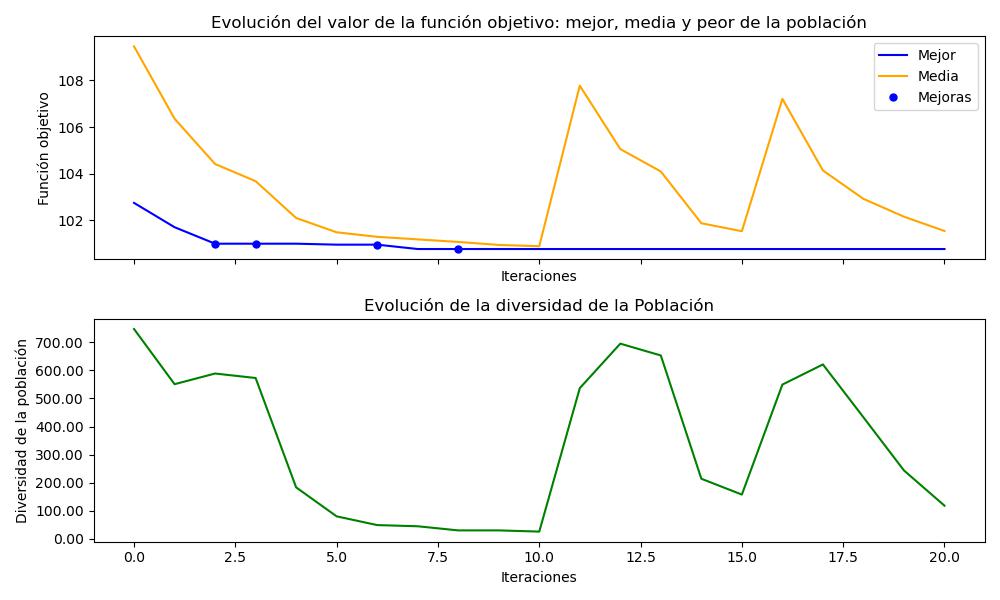 Evolución del valor de la función objetivo: mejor, media y peor de la población
Función objetivo
108
106
104
102
Mejor
Media
Mejoras
Iteraciones
Evolución de la diversidad de la Población
Diversidad de la población
700.00
600.00
500.00
400.00
300.00
200.00
100.00
0.00
0.0 2.5 5.0 7.5 10.0 12.5 15.0 17.5 20.0
Iteraciones